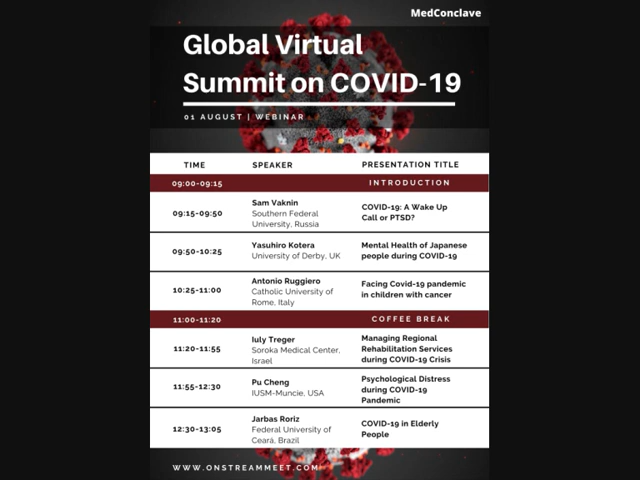 MedConclave
Global Virtual
Summit on COVID-19
01 AUGUST | WEBINAR
TIME SPEAKER PRESENTATION TITLE
09:00-09:15 INTRODUCTION
09:15-09:50 Sam Vaknin COVID-19: A Wake Up
Southern Federal Call or PTSD?
University, Russia
09:50-10:25 Yasuhiro Kotera Mental Health of Japanese
University of Derby, UK people during COVID-19
10:25-11:00 Antonio Ruggiero Facing Covid-19 pandemic
Catholic University of in children with cancer
Rome, Italy
11:00-11:20 COFFEE BREAK
11:20-11:55 Iuly Treger Managing Regional
Soroka Medical Center, Rehabilitation Services
Israel during COVID-19 Crisis
11:55-12:30 Pu Cheng Psychological Distress
IUSM-Muncie, USA during COVID-19
Pandemic
12:30-13:05 Jarbas Roriz COVID-19 in Elderly
Federal University of People
Ceará, Brazil
WWW.ONSTREAMMEET.COM